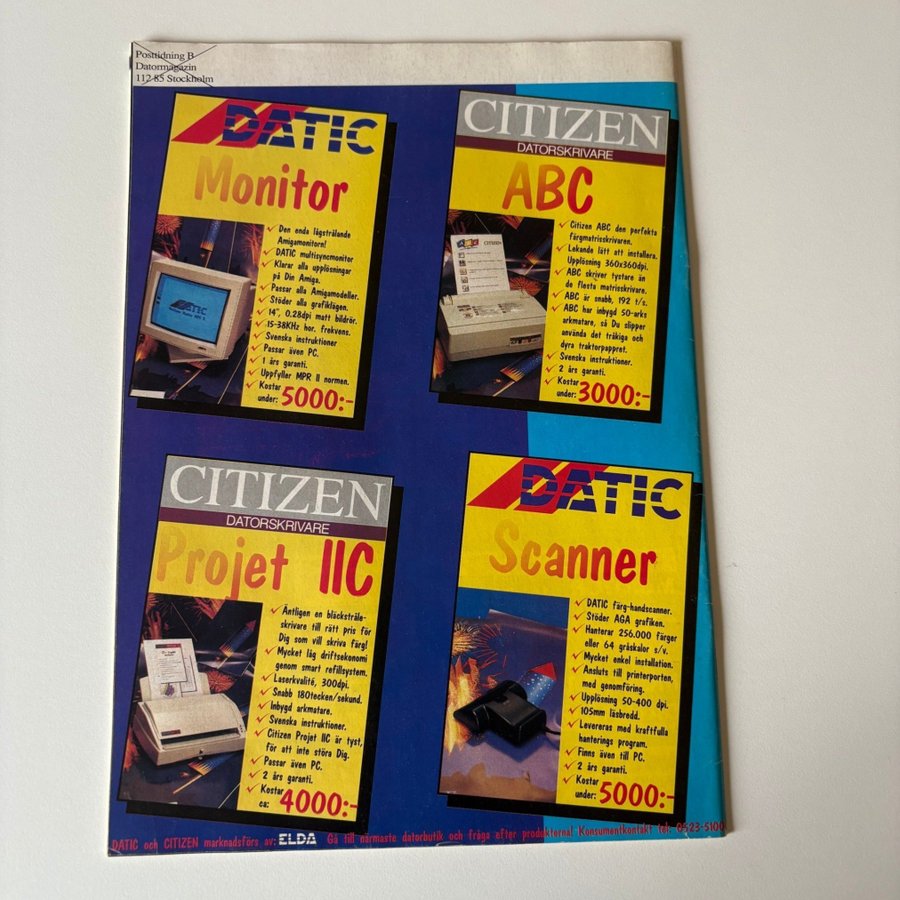 Posttidning B
Datormagazin
112 85 Stockholm
DATIC
Monitor
✓ Den enda lågstrålande
Amigamonitorn!
✓ DATIC multisyncmonitor
✓ Klarar alla upplösningar
på Din Amiga.
✓ Passar alla Amigamodeller.
✓ Stöder alla grafiklägen.
✓ 14", 0.28dpi matt bildrör.
✓ 15-38KHz hor. frekvens.
✓ Svenska instruktioner
✓ Passar även PC.
✓ 1 års garanti.
✓ Uppfyller MPR II normen.
✓ Kostar
under: 5000:-
DATIC
CITIZEN
DATORSKRIVARE
ABC
✓ Citizen ABC den perfekta
färgmatrisskrivaren.
✓ Lekande lätt att installera.
Upplösning 360x360dpi.
✓ ABC skriver tystare än
de flesta matrisskrivare.
✓ ABC är snabb, 192 t/s.
✓ ABC har inbygd 50-arks
arkmatare, så Du slipper
använda det tråkiga och
dyra traktorpappret.
✓ Svenska instruktioner.
✓ 2 års garanti.
✓ Kostar
under: 3000:-
CITIZEN
CITIZEN
DATORSKRIVARE
Projet IIC
✓ Äntligen en bläckstråle-
skrivare till rätt pris för
Dig som vill skriva färg!
✓ Mycket låg driftsekonomi
genom smart refillsystem.
✓ Laserkvalité, 300dpi.
✓ Snabb 180tecken/sekund.
✓ Inbygd arkmatare.
✓ Svenska instruktioner.
✓ Citizen Projet IIC är tyst,
för att inte störa Dig.
✓ Passar även PC.
✓ 2 års garanti.
✓ Kostar
ca: 4000:-
DATIC
Scanner
✓ DATIC färg-handscanner.
✓ Stöder AGA grafiken.
✓ Hanterar 256.000 färger
eller 64 gråskalor s/v.
✓ Mycket enkel installation.
✓ Ansluts till printerporten,
med genomföring.
✓ Upplösning 50-400 dpi.
✓ 105mm läsbredd.
✓ Levereras med kraftfulla
hanterings program.
✓ Finns även till PC.
✓ 2 års garanti.
✓ Kostar
under: 5000:-
DATIC och CITIZEN marknadsförs av: ELDA Gå till närmaste datorbutik och fråga efter produkterna! Konsumentkontakt tel: 0523-5100